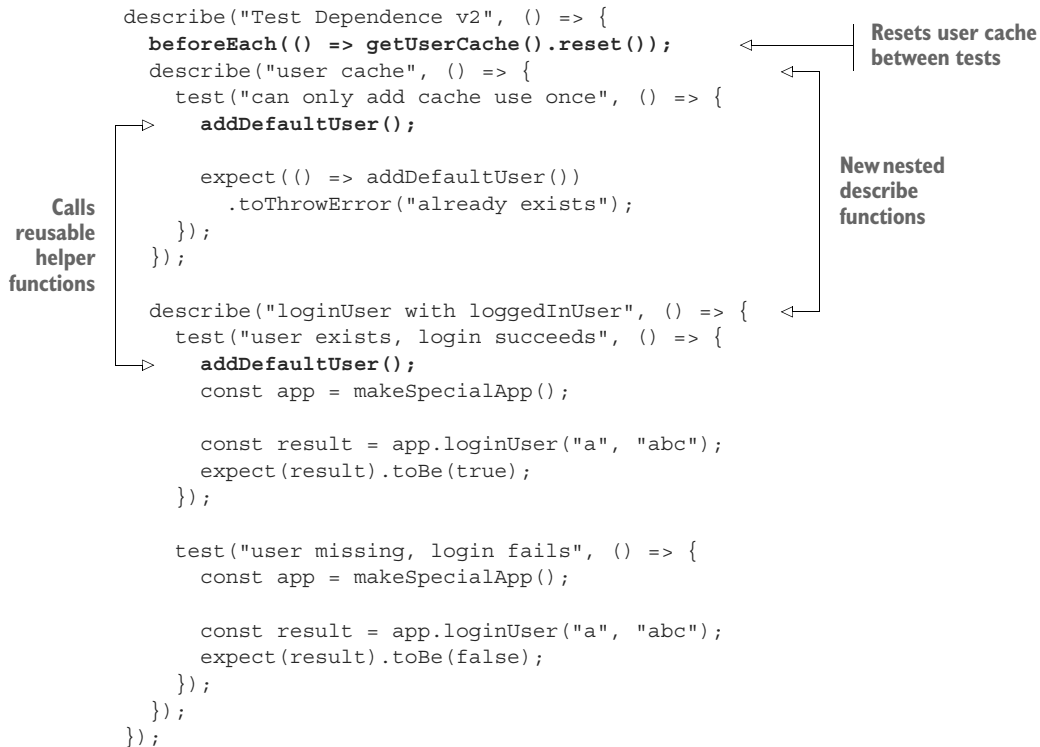 describe("Test Dependence v2", () => {
  beforeEach(() => getUserCache().reset());
Resets user cache
between tests
  describe("user cache", () => {
    test("can only add cache use once", () => {
      addDefaultUser();

      expect(() => addDefaultUser())
        .toThrowError("already exists");
    });
  });
New nested
describe
functions
Calls
reusable
helper
functions

  describe("loginUser with loggedInUser", () => {
    test("user exists, login succeeds", () => {
      addDefaultUser();
      const app = makeSpecialApp();

      const result = app.loginUser("a", "abc");
      expect(result).toBe(true);
    });

    test("user missing, login fails", () => {
      const app = makeSpecialApp();

      const result = app.loginUser("a", "abc");
      expect(result).toBe(false);
    });
  });
});